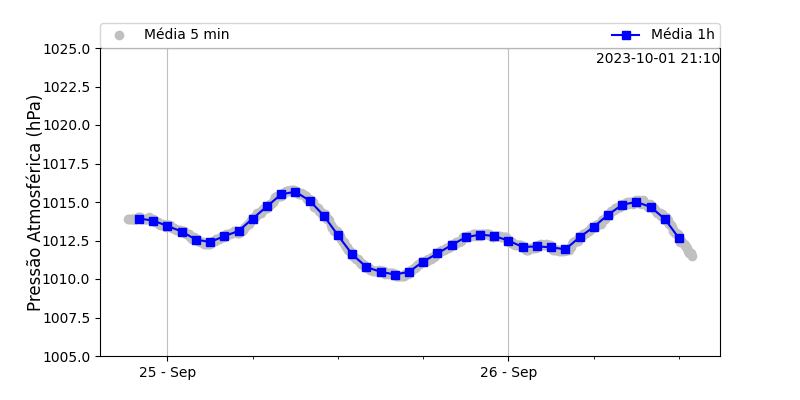 Média 5 min
Média 1h
2023-10-01 21:10
Pressão Atmosférica (hPa)
1025.0
1022.5
1020.0
1017.5
1015.0
1012.5
1010.0
1007.5
1005.0
25 - Sep
26 - Sep